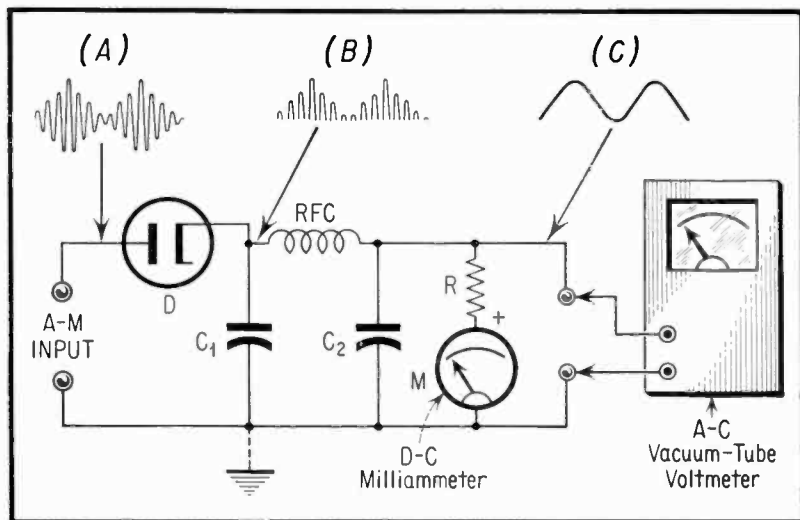 (A)
(B)
(C)
RFC
D
A-M
INPUT
C1
C2
R
+
M
D-C
Milliammeter
A-C
Vacuum-Tube
Voltmeter